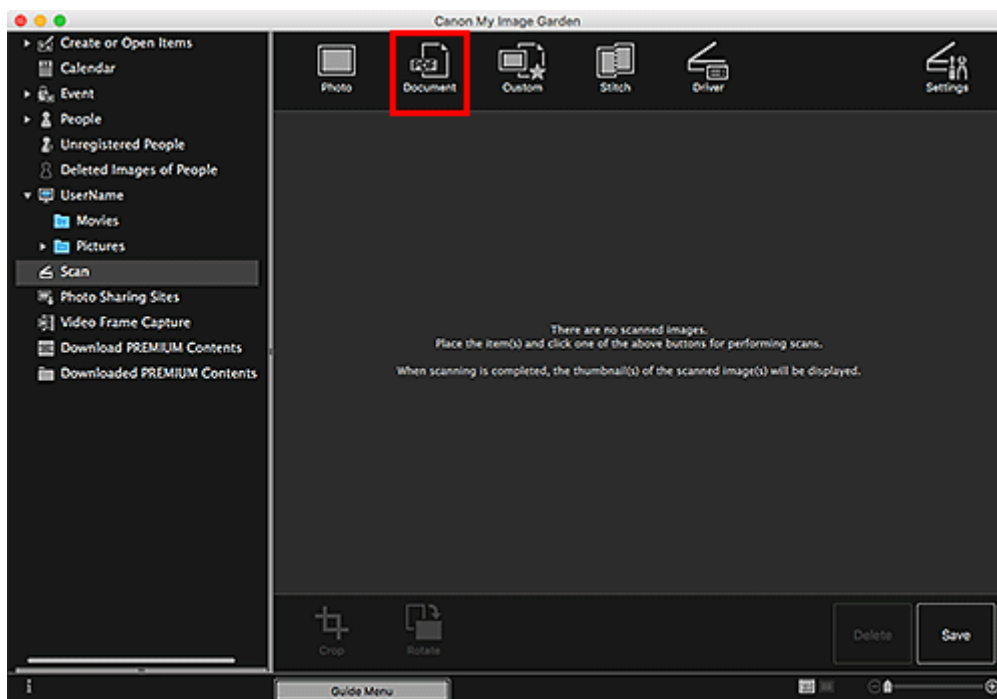 Canon My Image Garden
Create or Open Items
Calendar
Event
People
Unregistered People
Deleted Images of People
UserName
Movies
Pictures
Scan
Photo Sharing Sites
Video Frame Capture
Download PREMIUM Contents
Downloaded PREMIUM Contents
Photo
Document
Custom
Stitch
Driver
Settings
There are no scanned images.
Place the item(s) and click one of the above buttons for performing scans.
When scanning is completed, the thumbnail(s) of the scanned image(s) will be displayed.
Crop
Rotate
Delete
Save
Guide Menu